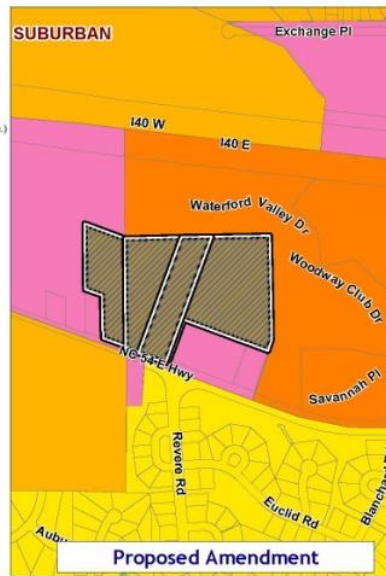 SUBURBAN
Exchange Pl
I40 W
I40 E
Waterford Valley Dr
Woodway Club Dr
NC 54 E Hwy
Savannah Pl
Revere Rd
Euclid Rd
Proposed Amendment